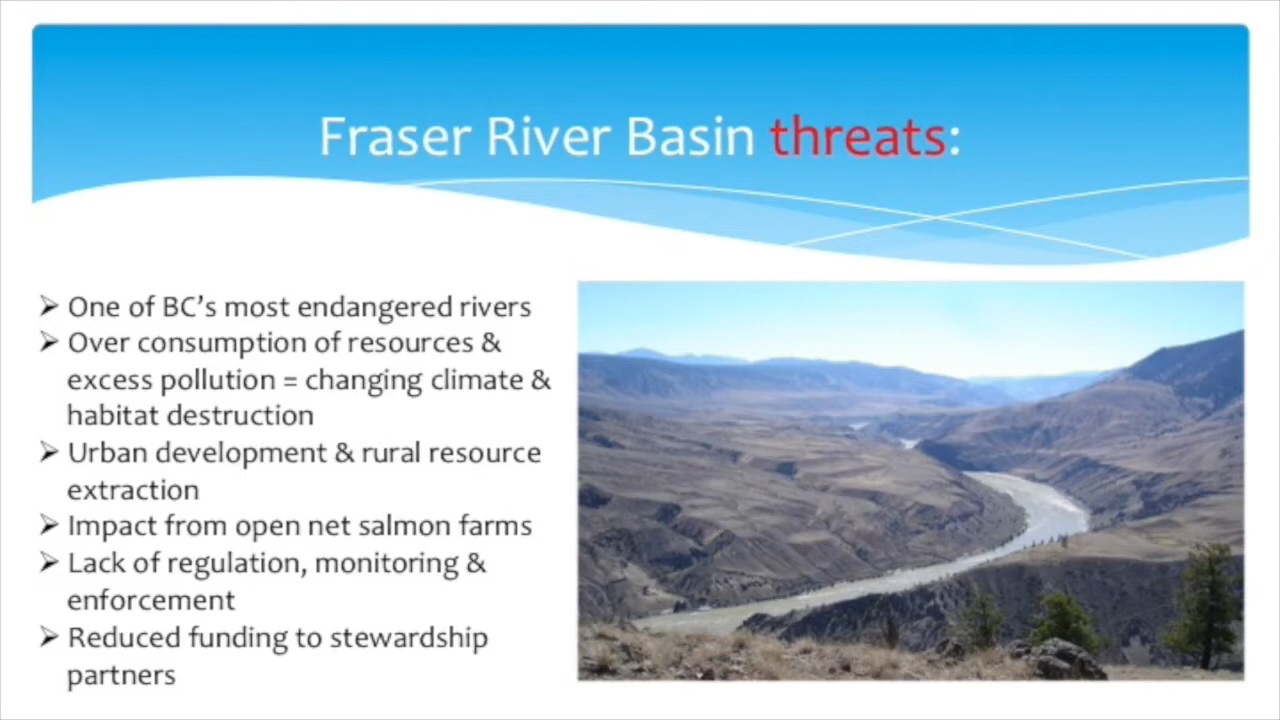 Fraser River Basin threats:
➢ One of BC’s most endangered rivers
➢ Over consumption of resources &
excess pollution = changing climate &
habitat destruction
➢ Urban development & rural resource
extraction
➢ Impact from open net salmon farms
➢ Lack of regulation, monitoring &
enforcement
➢ Reduced funding to stewardship
partners